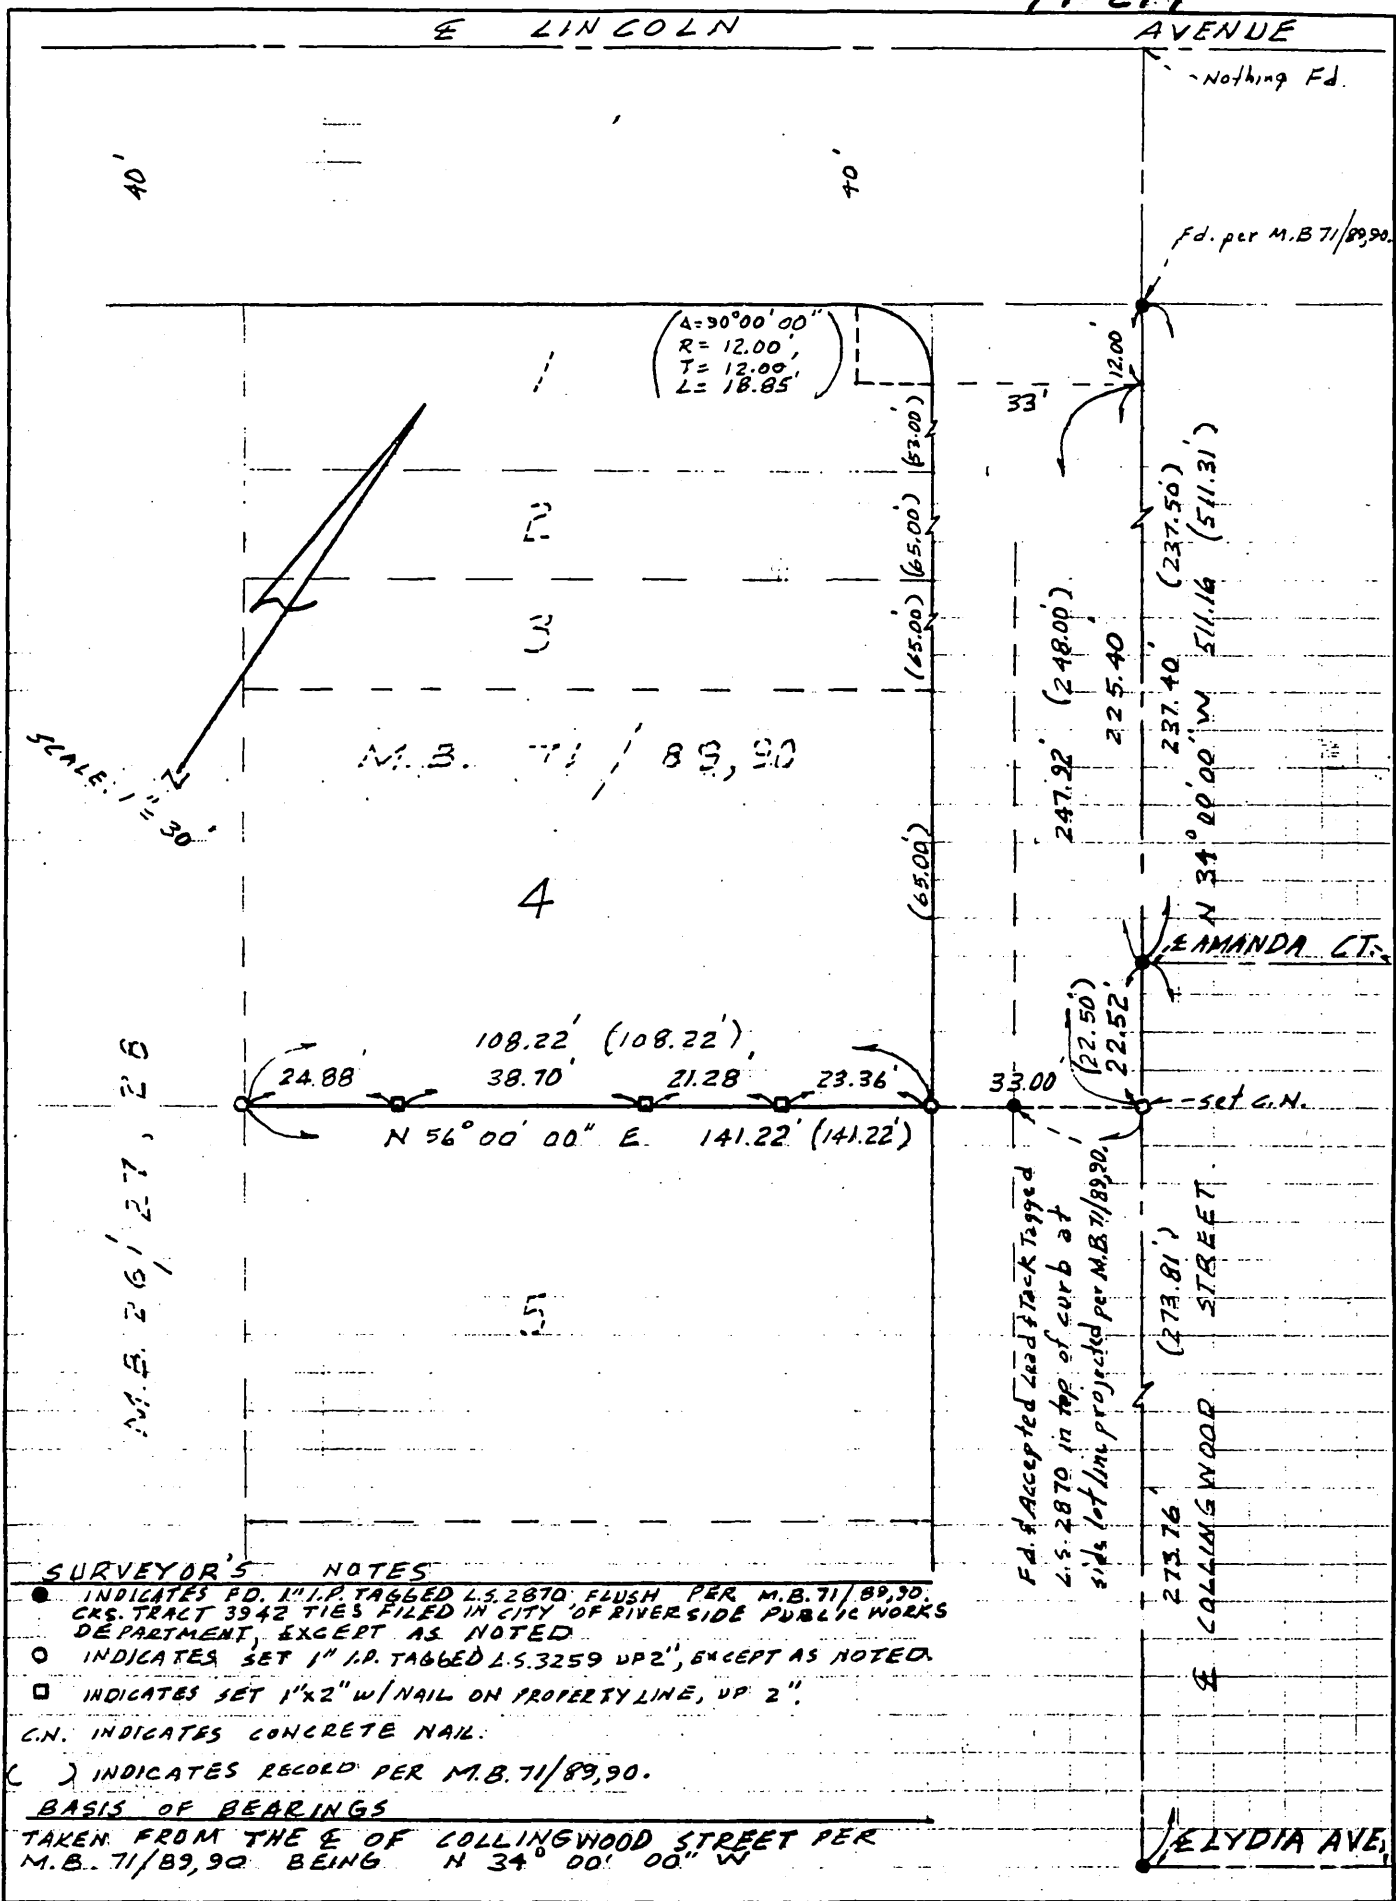 ℄ LINCOLN AVENUE
Nothing Fd.
40'
40'
Fd. per M.B 71/89,90.
Δ=90°00'00"
R= 12.00'
T= 12.00'
L= 18.85'
12.00'
33'
1
(53.00')
2
(65.00')
3
(65.00')
(237.50')
(511.31')
247.92' (248.00')
225.40'
237.40'
N 34°00'00"W 511.16
SCALE: 1"=30'
N
M.B. 71/89,90
4
(65.00')
℄ AMANDA CT.
(22.50')
22.52'
108.22' (108.22')
24.88'
38.70'
21.28'
23.36'
33.00'
set C.N.
N 56°00'00" E. 141.22' (141.22')
M.B. 26/27, 28
5
Fd. & Accepted Lead & Tack Tagged
L.S. 2870 in top of curb at
side lot line projected per M.B. 71/89,90.
(273.81')
273.76'
℄ COLLINGWOOD STREET.
SURVEYOR'S NOTES
● INDICATES FD. 1" I.P. TAGGED L.S. 2870 FLUSH PER M.B. 71/89,90.
CRS. TRACT 3942 TIES FILED IN CITY OF RIVERSIDE PUBLIC WORKS
DEPARTMENT, EXCEPT AS NOTED
○ INDICATES SET 1" I.P. TAGGED L.S. 3259 UP 2", EXCEPT AS NOTED.
□ INDICATES SET 1"x2" W/NAIL ON PROPERTY LINE, UP 2".
C.N. INDICATES CONCRETE NAIL.
( ) INDICATES RECORD PER M.B. 71/89,90.
BASIS OF BEARINGS
TAKEN FROM THE ℄ OF COLLINGWOOD STREET PER
M.B. 71/89,90 BEING N 34° 00' 00" W
℄ LYDIA AVE.